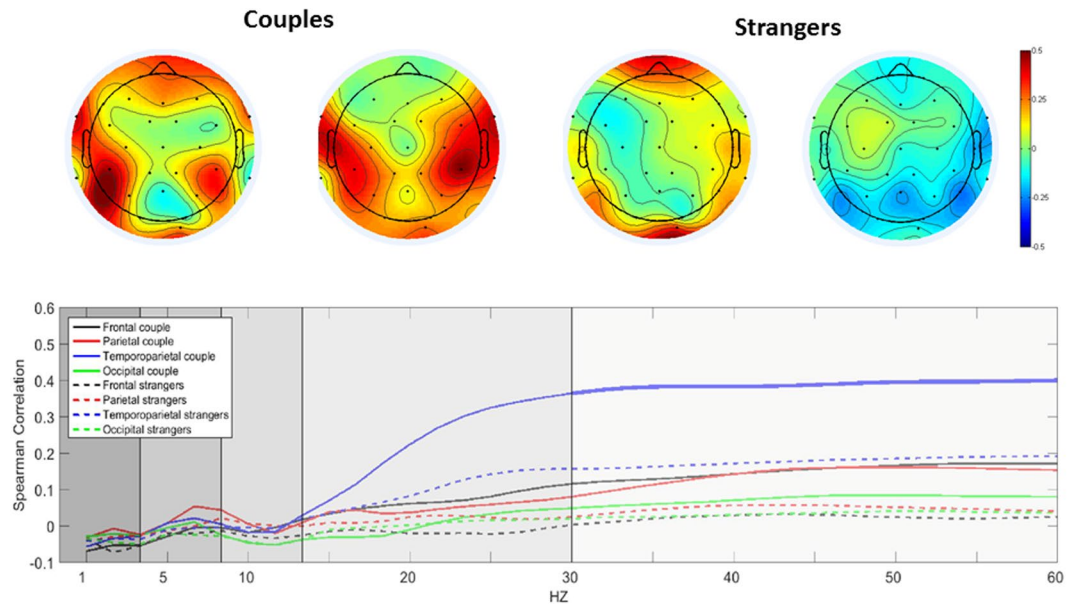 Couples
Strangers
0.5
0.25
0
-0.25
-0.5
0.6
0.5
0.4
0.3
0.2
0.1
0
-0.1
Spearman Correlation
Frontal couple
Parietal couple
Temporoparietal couple
Occipital couple
Frontal strangers
Parietal strangers
Temporoparietal strangers
Occipital strangers
1 5 10 20 30 40 50 60
HZ